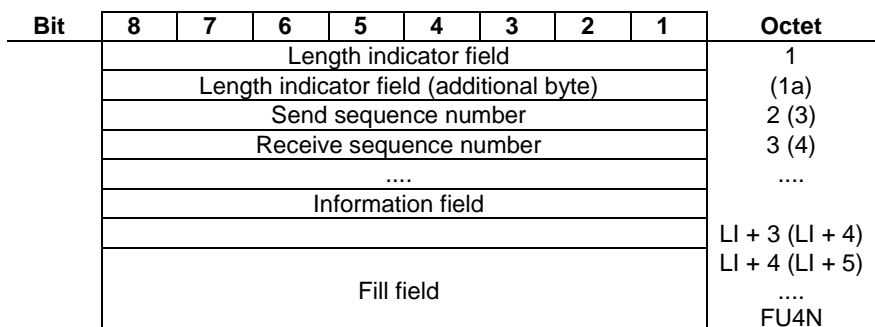 Bit 8 7 6 5 4 3 2 1 Octet
Length indicator field 1
Length indicator field (additional byte) (1a)
Send sequence number 2 (3)
Receive sequence number 3 (4)
.... ....
Information field
LI + 3 (LI + 4)
LI + 4 (LI + 5)
Fill field ....
FU4N